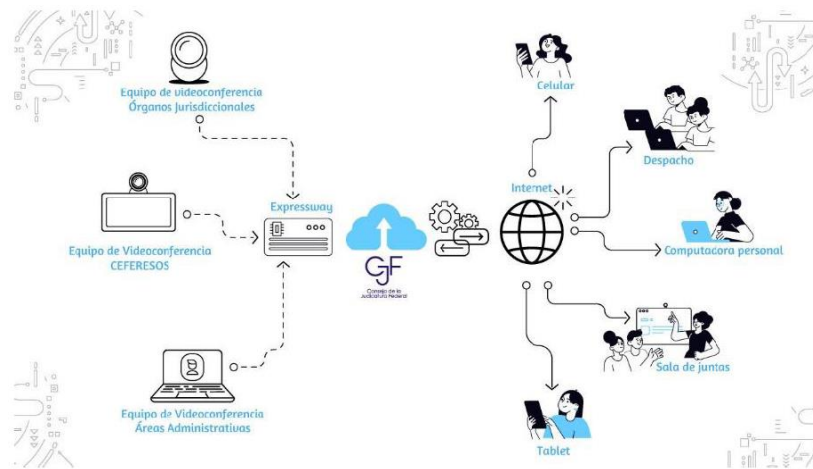 Equipo de videoconferencia
Órganos Jurisdiccionales
Equipo de Videoconferencia
CEFERESOS
Equipo de Videoconferencia
Áreas Administrativas
Expressway
CJF
Consejo de la
Judicatura Federal
Internet
Celular
Despacho
Computacora personal
Sala de juntas
Tablet